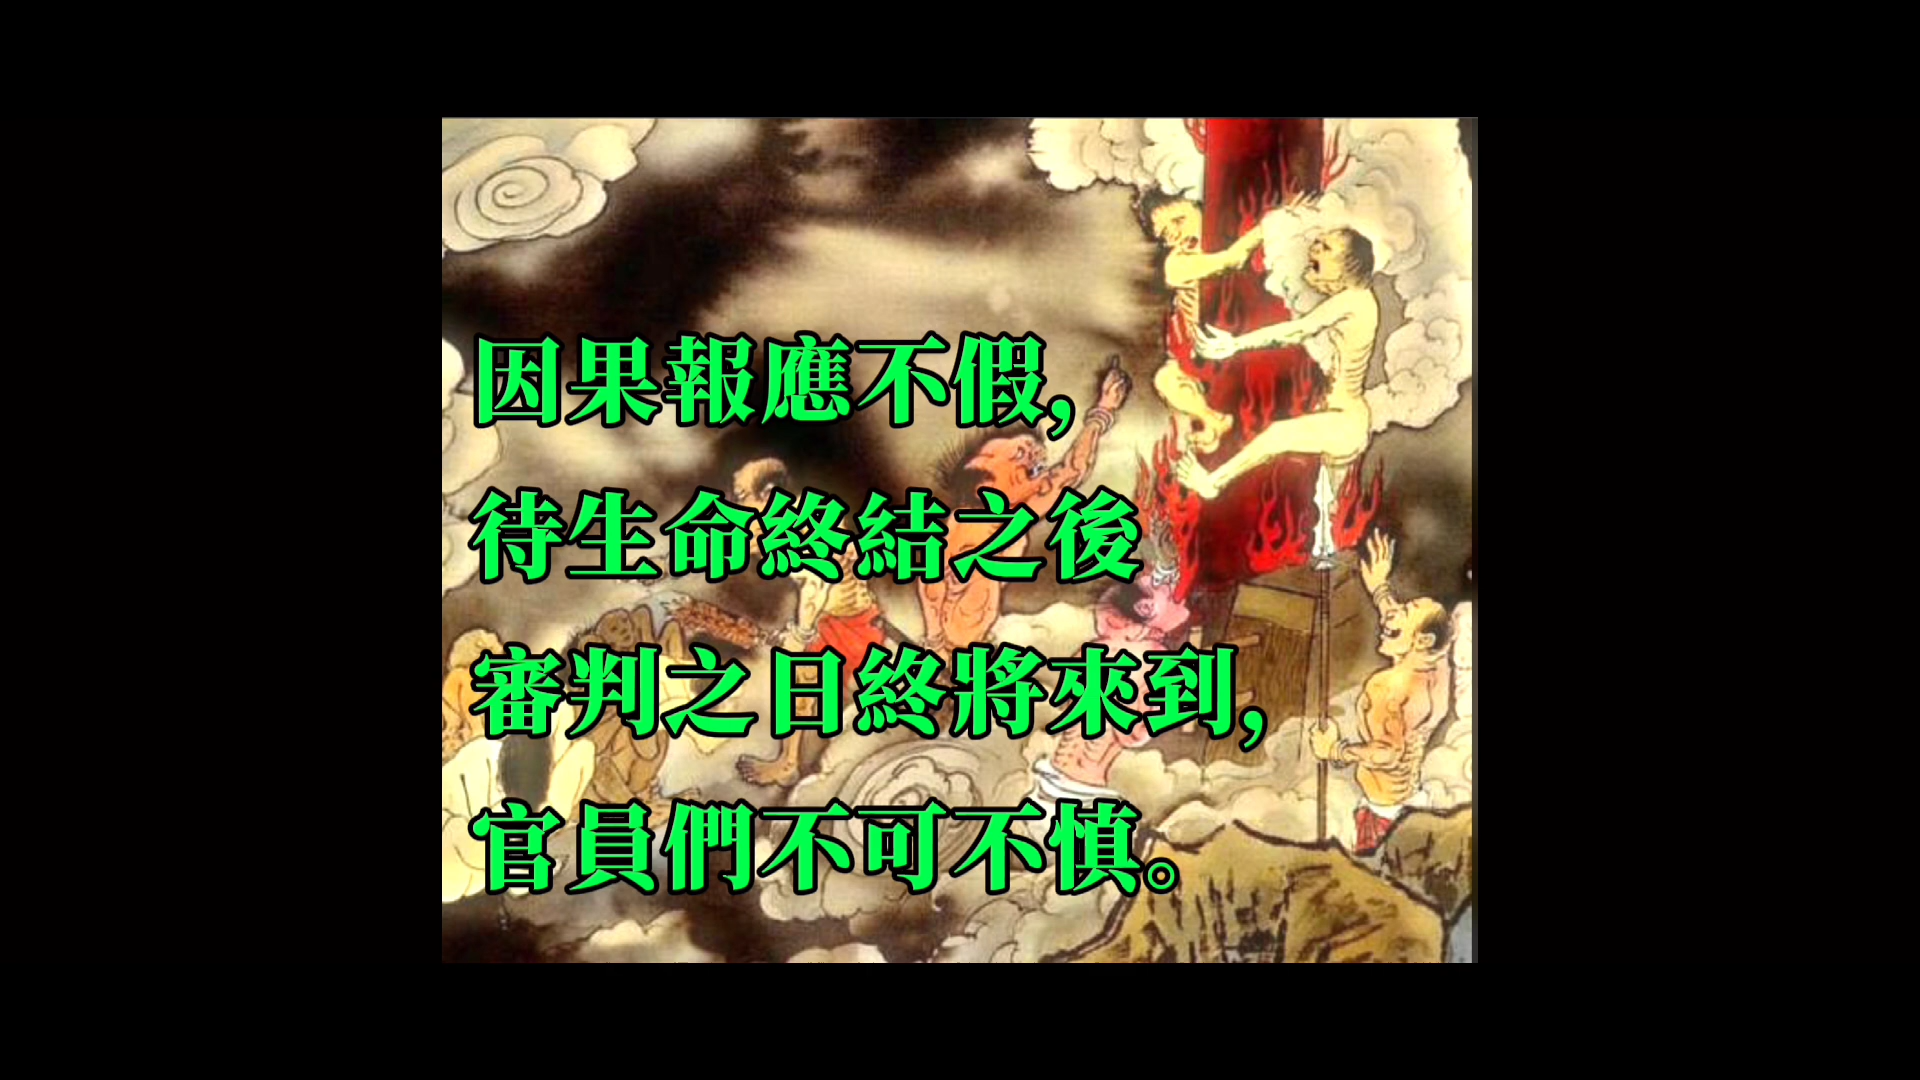 因果報應不假,
待生命終結之後
審判之日終將來到,
官員們不可不慎。